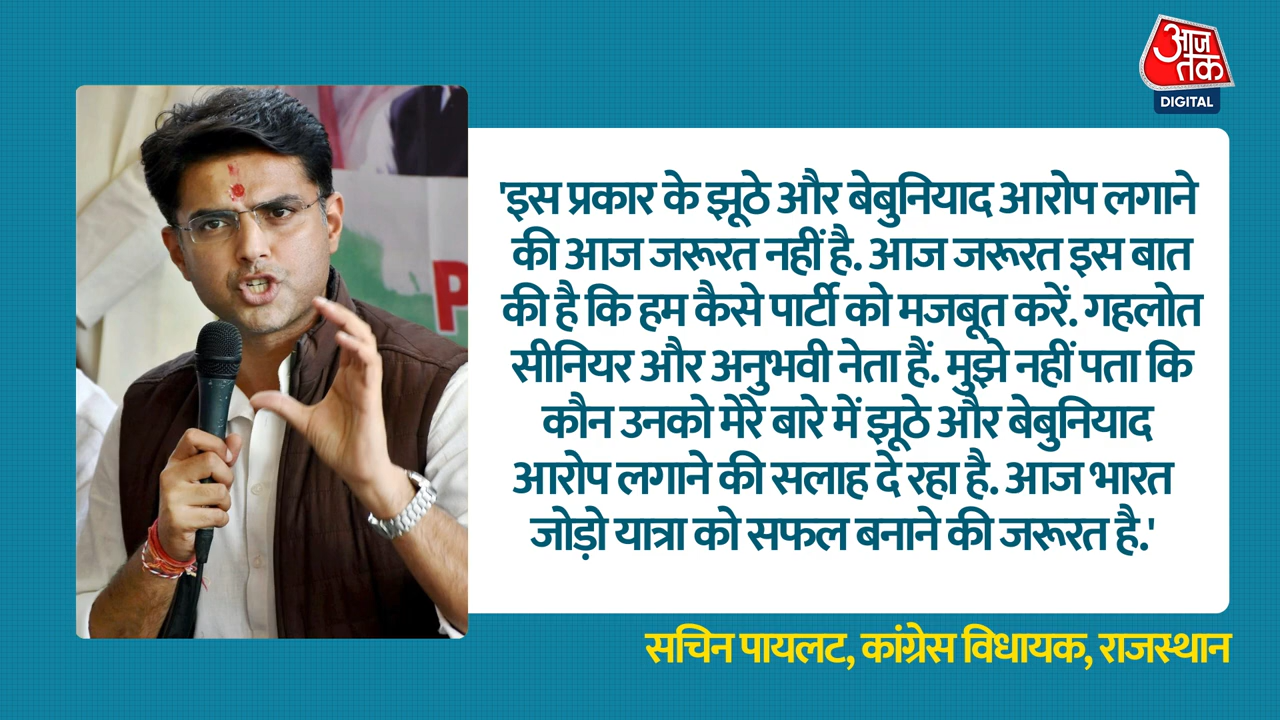 आज
तक
DIGITAL
'इस प्रकार के झूठे और बेबुनियाद आरोप लगाने
की आज जरूरत नहीं है. आज जरूरत इस बात
की है कि हम कैसे पार्टी को मजबूत करें. गहलोत
सीनियर और अनुभवी नेता हैं. मुझे नहीं पता कि
कौन उनको मेरे बारे में झूठे और बेबुनियाद
आरोप लगाने की सलाह दे रहा है. आज भारत
जोड़ो यात्रा को सफल बनाने की जरूरत है.'
सचिन पायलट, कांग्रेस विधायक, राजस्थान
P